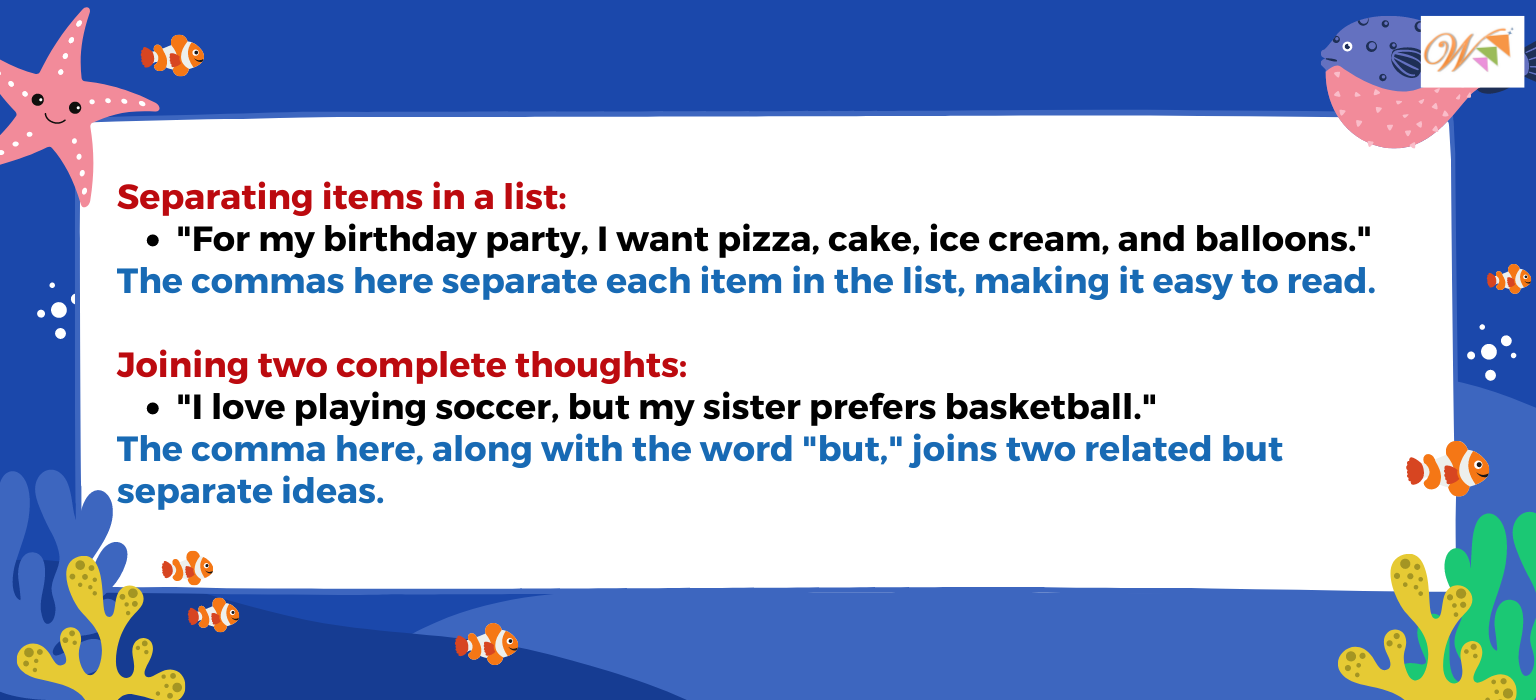 Separating items in a list:
• "For my birthday party, I want pizza, cake, ice cream, and balloons."
The commas here separate each item in the list, making it easy to read.
Joining two complete thoughts:
• "I love playing soccer, but my sister prefers basketball."
The comma here, along with the word "but," joins two related but
separate ideas.
W